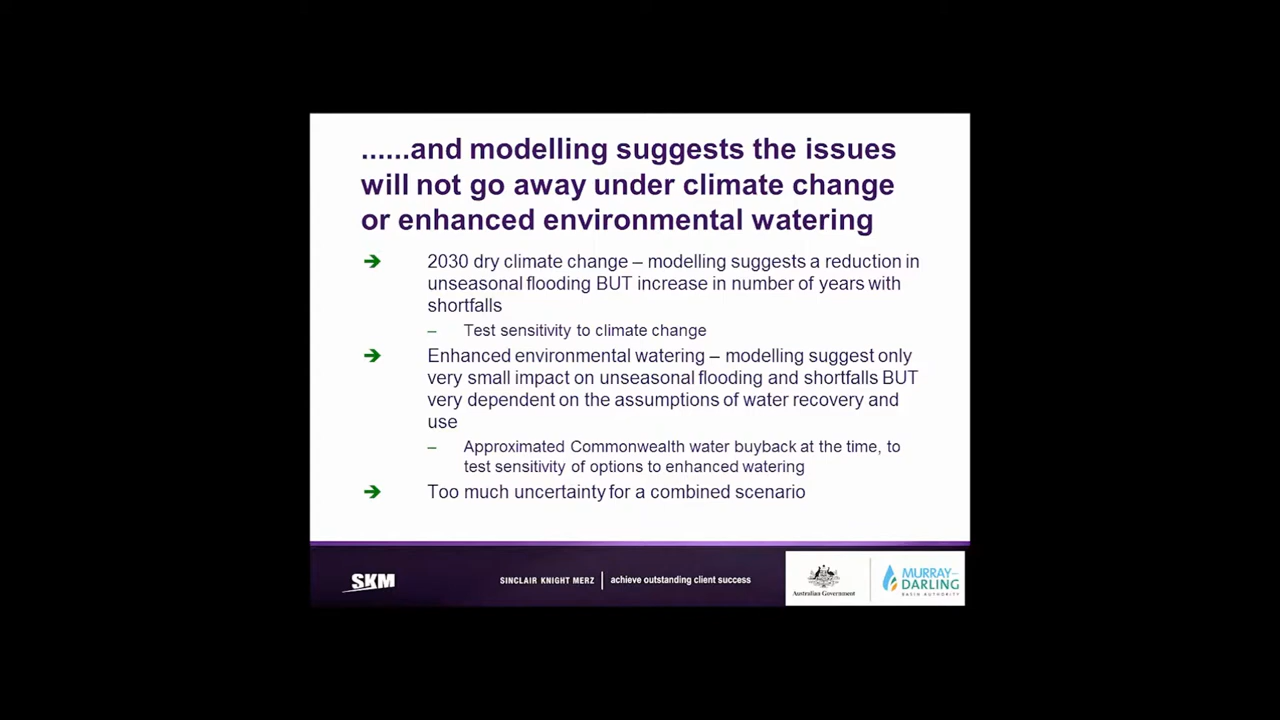 ......and modelling suggests the issues
will not go away under climate change
or enhanced environmental watering
➔ 2030 dry climate change – modelling suggests a reduction in
unseasonal flooding BUT increase in number of years with
shortfalls
– Test sensitivity to climate change
➔ Enhanced environmental watering – modelling suggest only
very small impact on unseasonal flooding and shortfalls BUT
very dependent on the assumptions of water recovery and
use
– Approximated Commonwealth water buyback at the time, to
test sensitivity of options to enhanced watering
➔ Too much uncertainty for a combined scenario
SKM
SINCLAIR KNIGHT MERZ | achieve outstanding client success
Australian Government
MURRAY–
DARLING
BASIN AUTHORITY